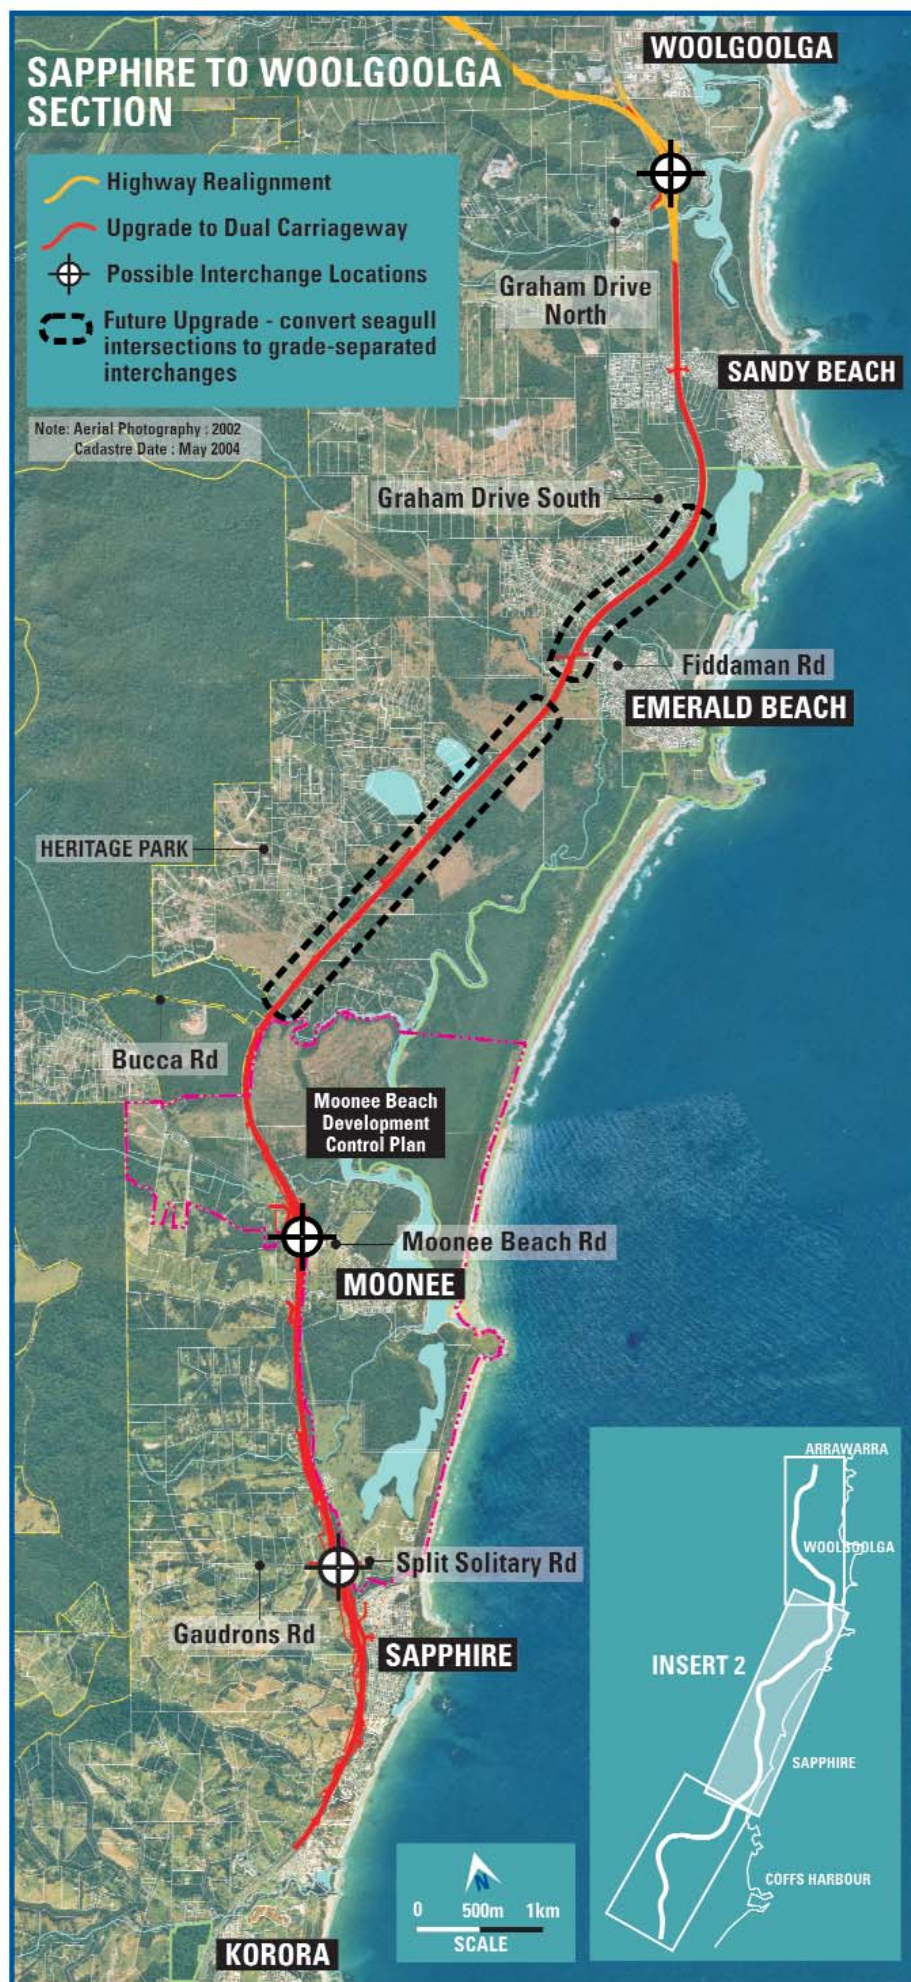 WOOLGOOLGA
SAPPHIRE TO WOOLGOOLGA
SECTION
Highway Realignment
Upgrade to Dual Carriageway
Possible Interchange Locations
Future Upgrade - convert seagull
intersections to grade-separated
interchanges
Note: Aerial Photography : 2002
Cadastre Date : May 2004
Graham Drive
North
SANDY BEACH
Graham Drive South
Fiddaman Rd
EMERALD BEACH
HERITAGE PARK
Bucca Rd
Moonee Beach
Development
Control Plan
Moonee Beach Rd
MOONEE
Split Solitary Rd
Gaudrons Rd
SAPPHIRE
KORORA
N
0 500m 1km
SCALE
ARRAWARRA
WOOLGOOLGA
INSERT 2
SAPPHIRE
COFFS HARBOUR